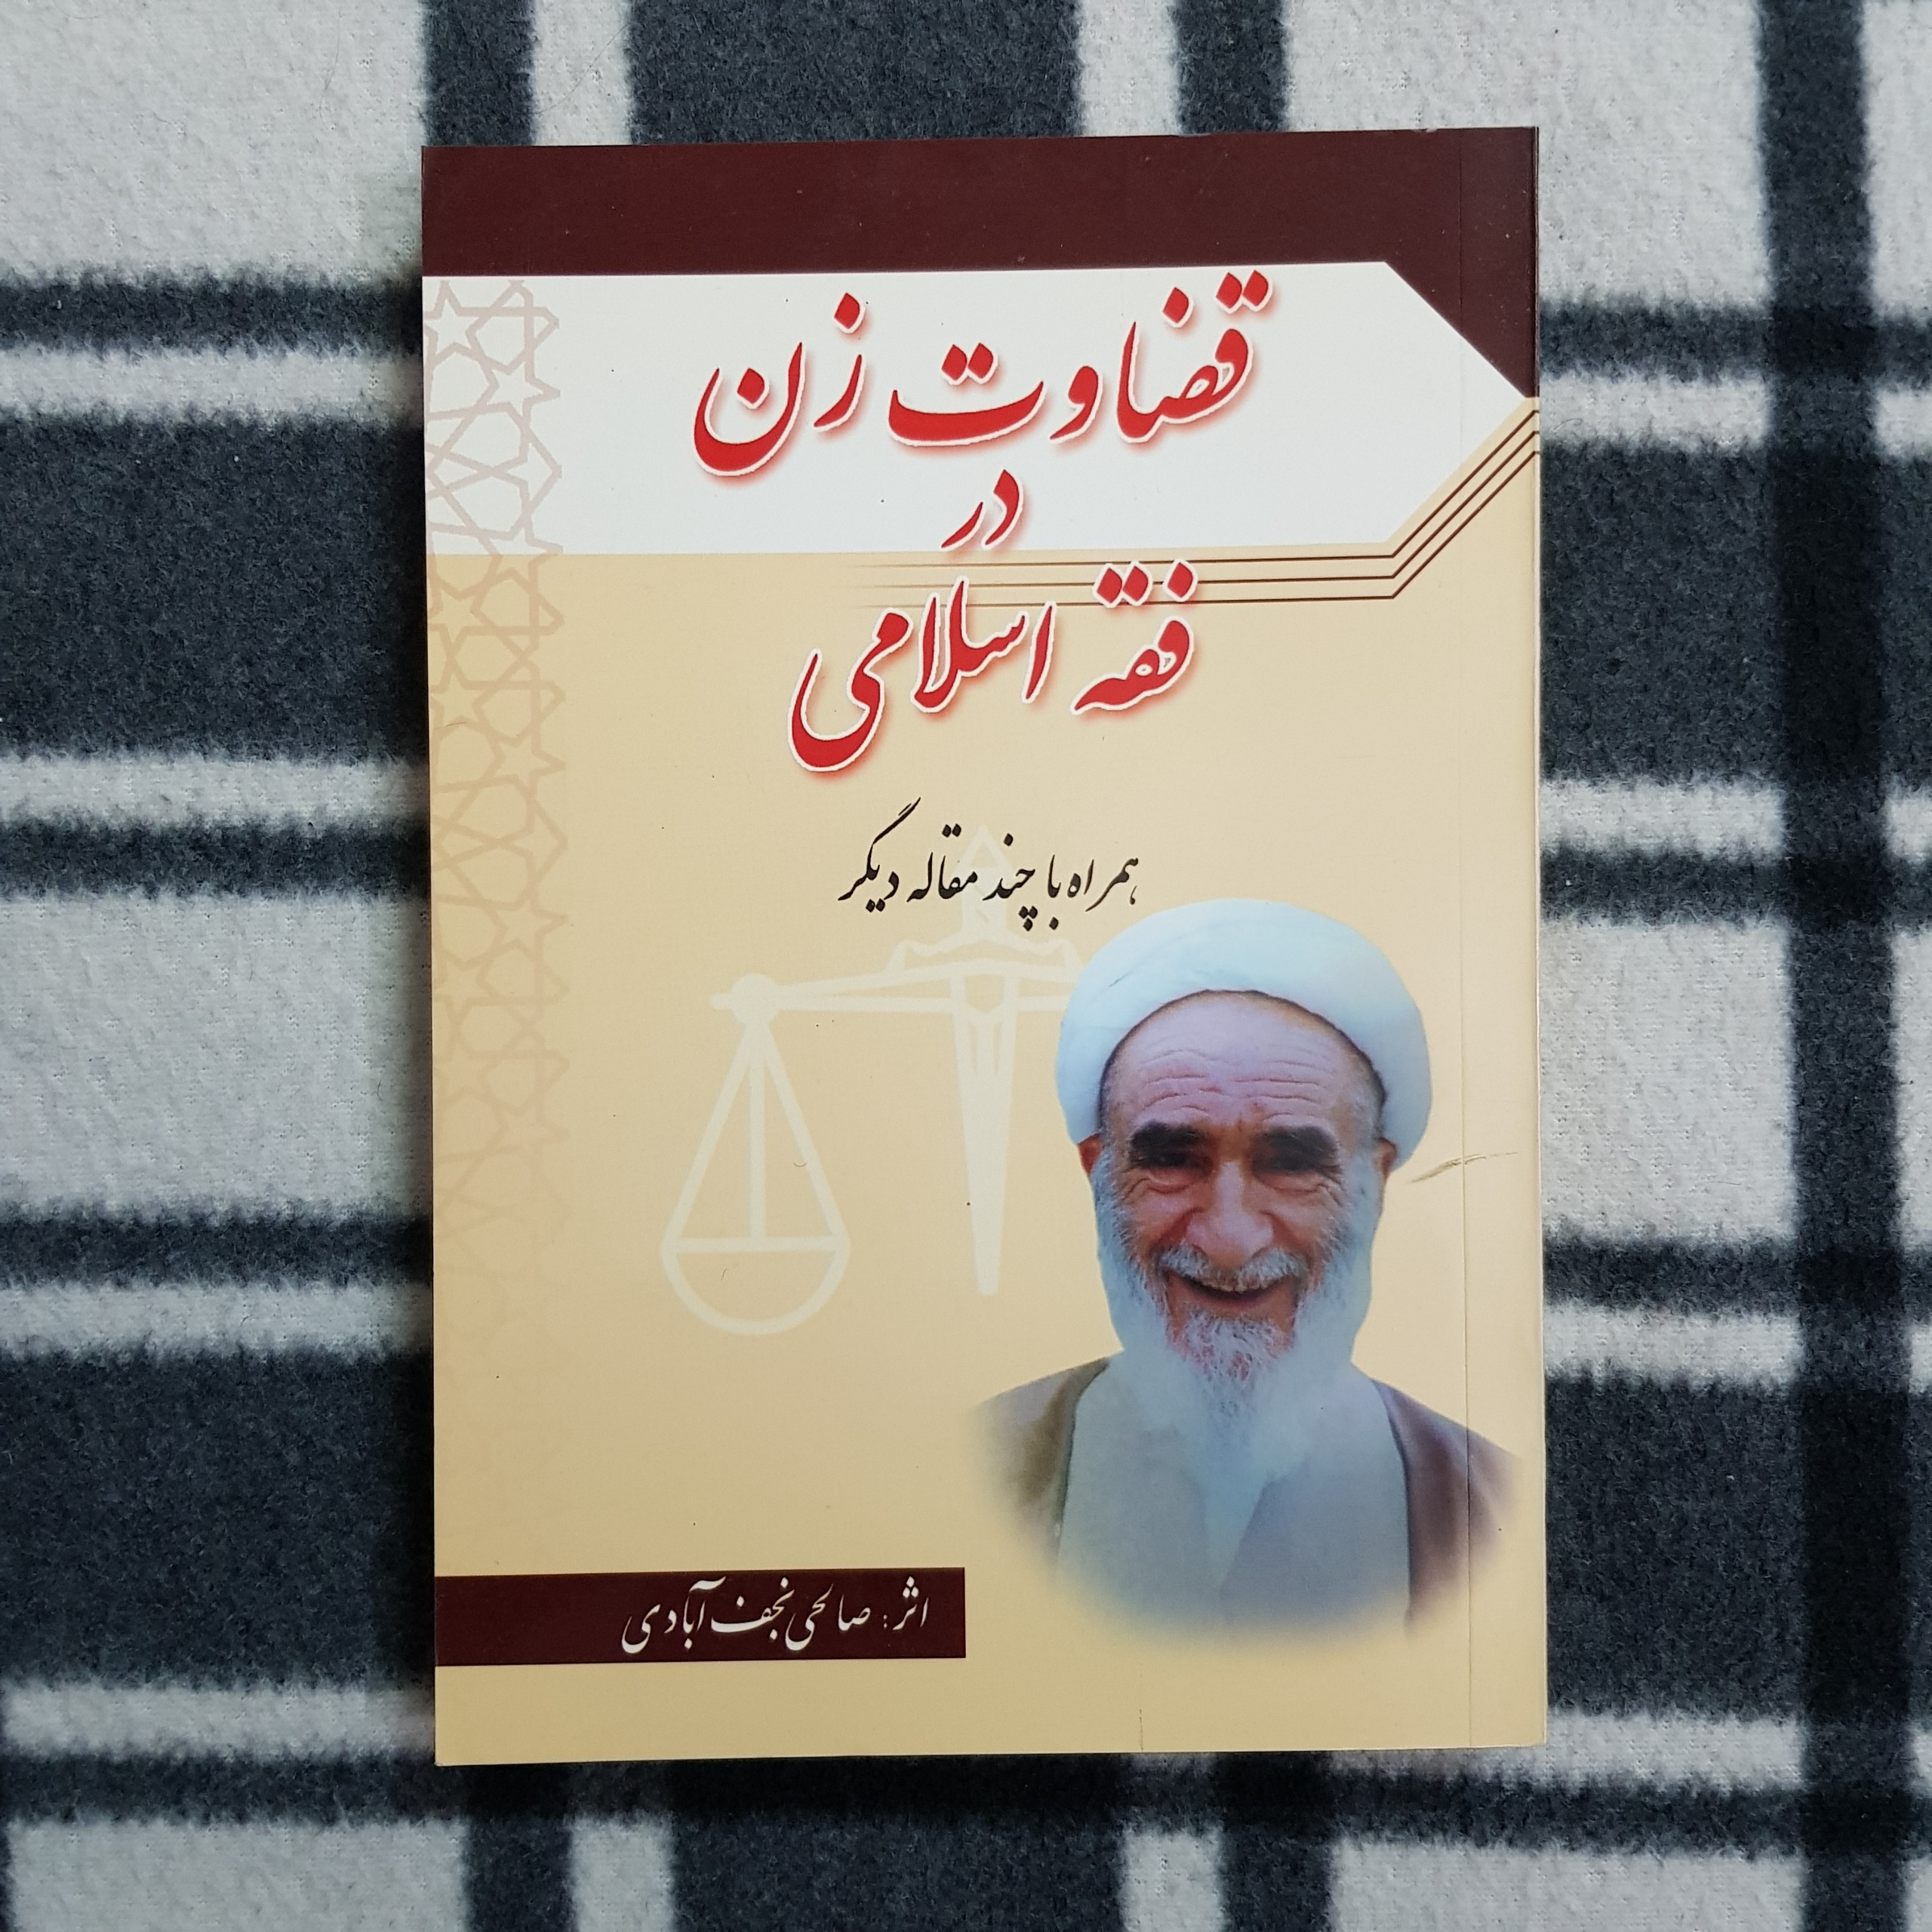 قضاوت زن
در
فقه اسلامی
همراه با چند مقاله دیگر
اثر: صالحی نجف آبادی